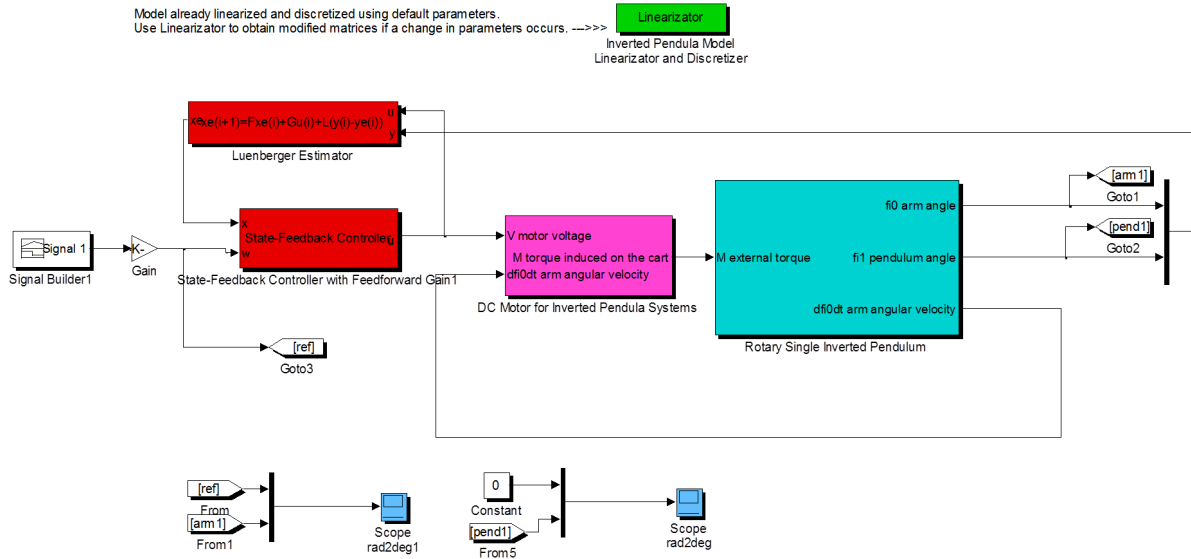 Model already linearized and discretized using default parameters.
Use Linearizator to obtain modified matrices if a change in parameters occurs. --->>>
Linearizator
Inverted Pendula Model
Linearizator and Discretizer
xe
xe(i+1)=Fxe(i)+Gu(i)+L(y(i)-ye(i))
u
y
Luenberger Estimator
Signal 1
Signal Builder1
K-
Gain
x
w
State-Feedback Controller
u
State-Feedback Controller with Feedforward Gain1
[ref]
Goto3
V motor voltage
M torque induced on the cart
dfi0dt arm angular velocity
DC Motor for Inverted Pendula Systems
M external torque
fi0 arm angle
fi1 pendulum angle
dfi0dt arm angular velocity
Rotary Single Inverted Pendulum
[arm1]
Goto1
[pend1]
Goto2
[ref]
From
[arm1]
From1
Scope
rad2deg1
0
Constant
[pend1]
From5
Scope
rad2deg